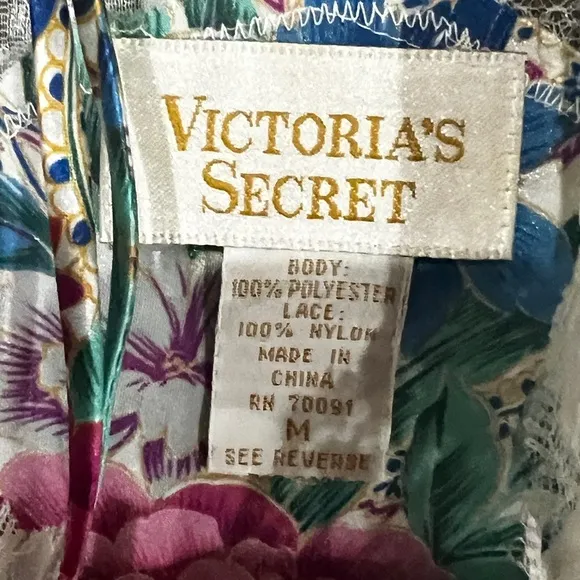 VICTORIA'S
SECRET
BODY:
100% POLYESTER
LACE:
100% NYLON
MADE IN
CHINA
RN 70091
M
SEE REVERSE